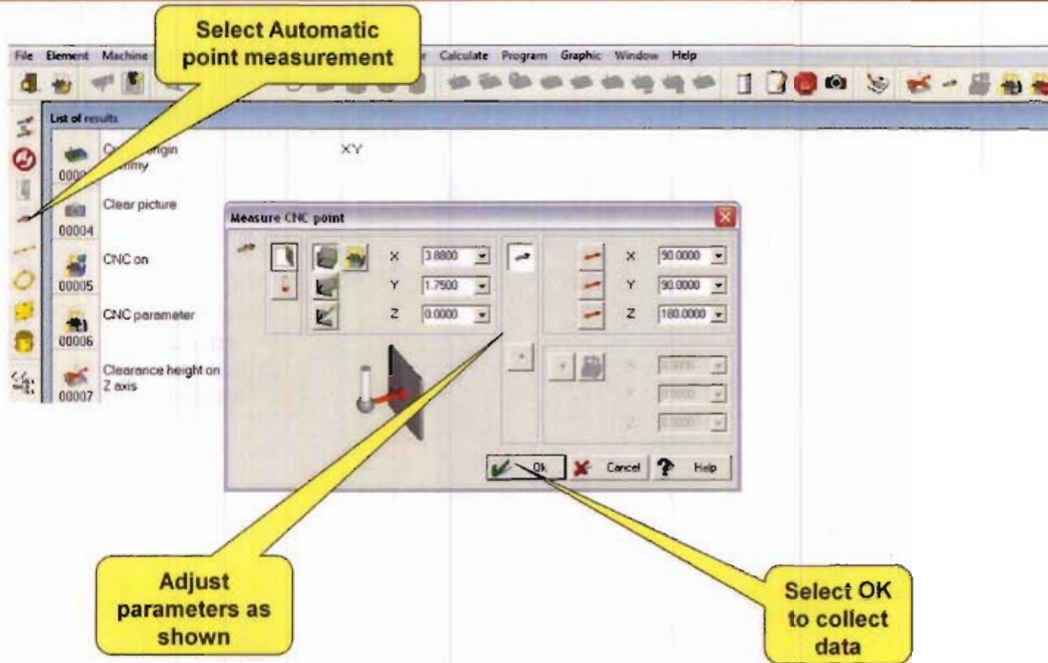 Select Automatic
point measurement
File Element Machine Calculate Program Graphic Window Help
List of results
XY
00004 Clear picture
00005 CNC on
00006 CNC parameter
00007 Clearance height on
Z axis
Measure CNC point
X 3.8800 X 90.0000
Y 1.7500 Y 90.0000
Z 0.0000 Z 180.0000
Ok Cancel Help
Adjust
parameters as
shown
Select OK
to collect
data